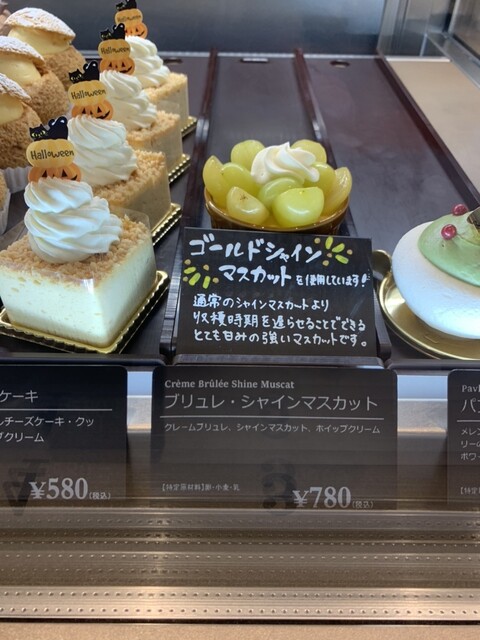 Halloween
Halloween
Halloween
Halloween
ゴールドシャイン
マスカットを使用しています!
通常のシャインマスカットより
収穫時期を遅らせることでできる
とても甘みの強いマスカットです。
Crème Brûlée Shine Muscat
ブリュレ・シャインマスカット
クレームブリュレ、シャインマスカット、ホイップクリーム
【特定原材料】卵・小麦・乳
¥780(税込)
ケーキ
ルチーズケーキ・クッ
ブクリーム
¥580(税込)
Pavl
パ
メレン
リーの
ポワ